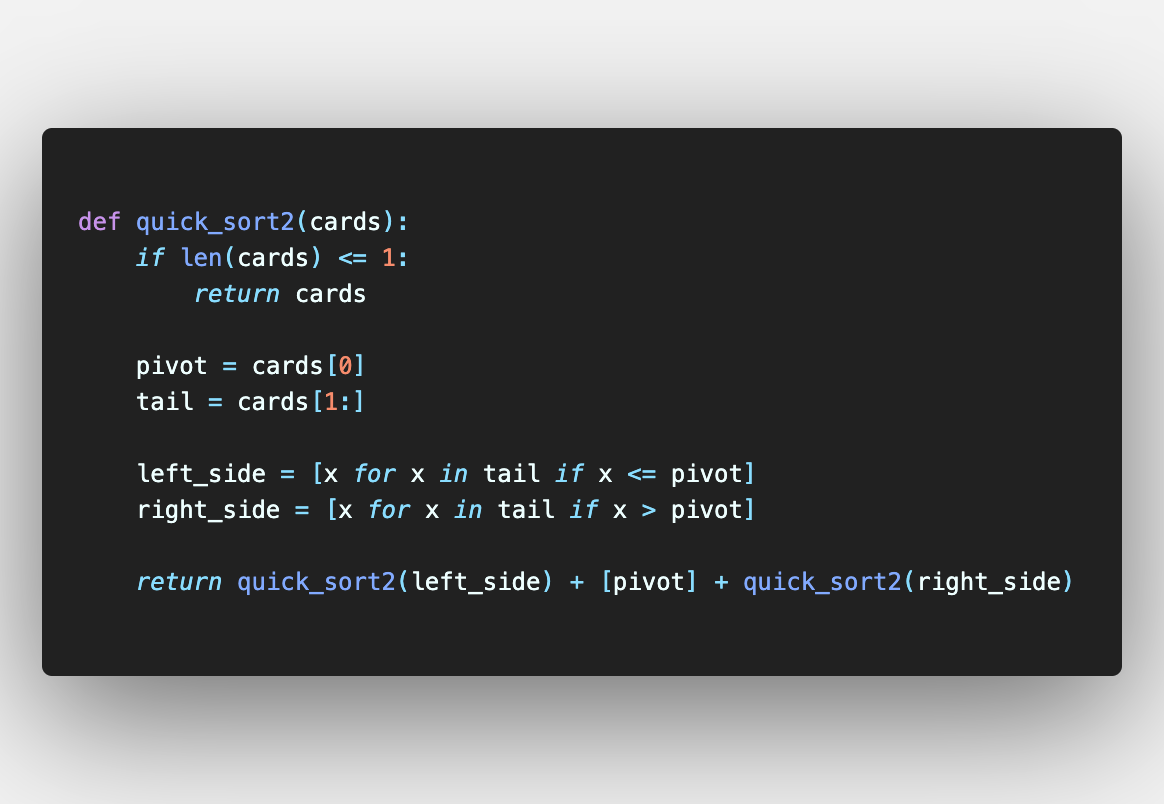 def quick_sort2(cards):
    if len(cards) <= 1:
        return cards

    pivot = cards[0]
    tail = cards[1:]

    left_side = [x for x in tail if x <= pivot]
    right_side = [x for x in tail if x > pivot]

    return quick_sort2(left_side) + [pivot] + quick_sort2(right_side)